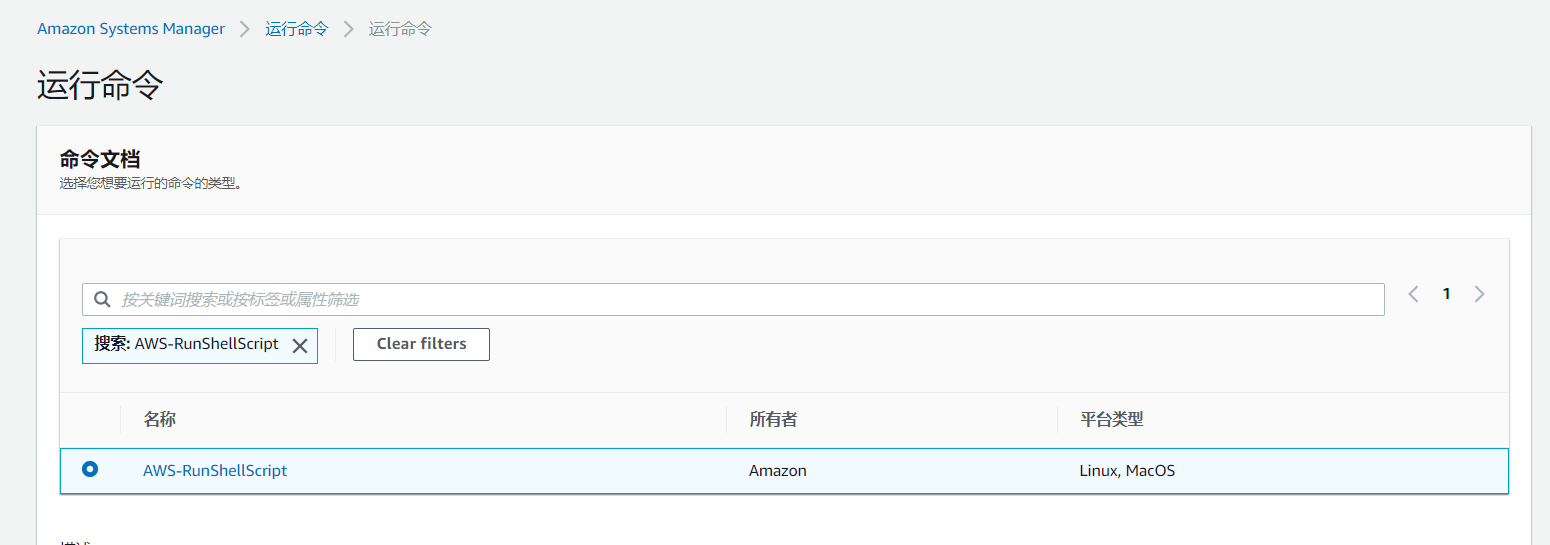 Amazon Systems Manager > 运行命令 > 运行命令
运行命令
命令文档
选择您想要运行的命令的类型。
按关键词搜索或按标签或属性筛选
1
搜索: AWS-RunShellScript
Clear filters
名称 所有者 平台类型
AWS-RunShellScript Amazon Linux, MacOS